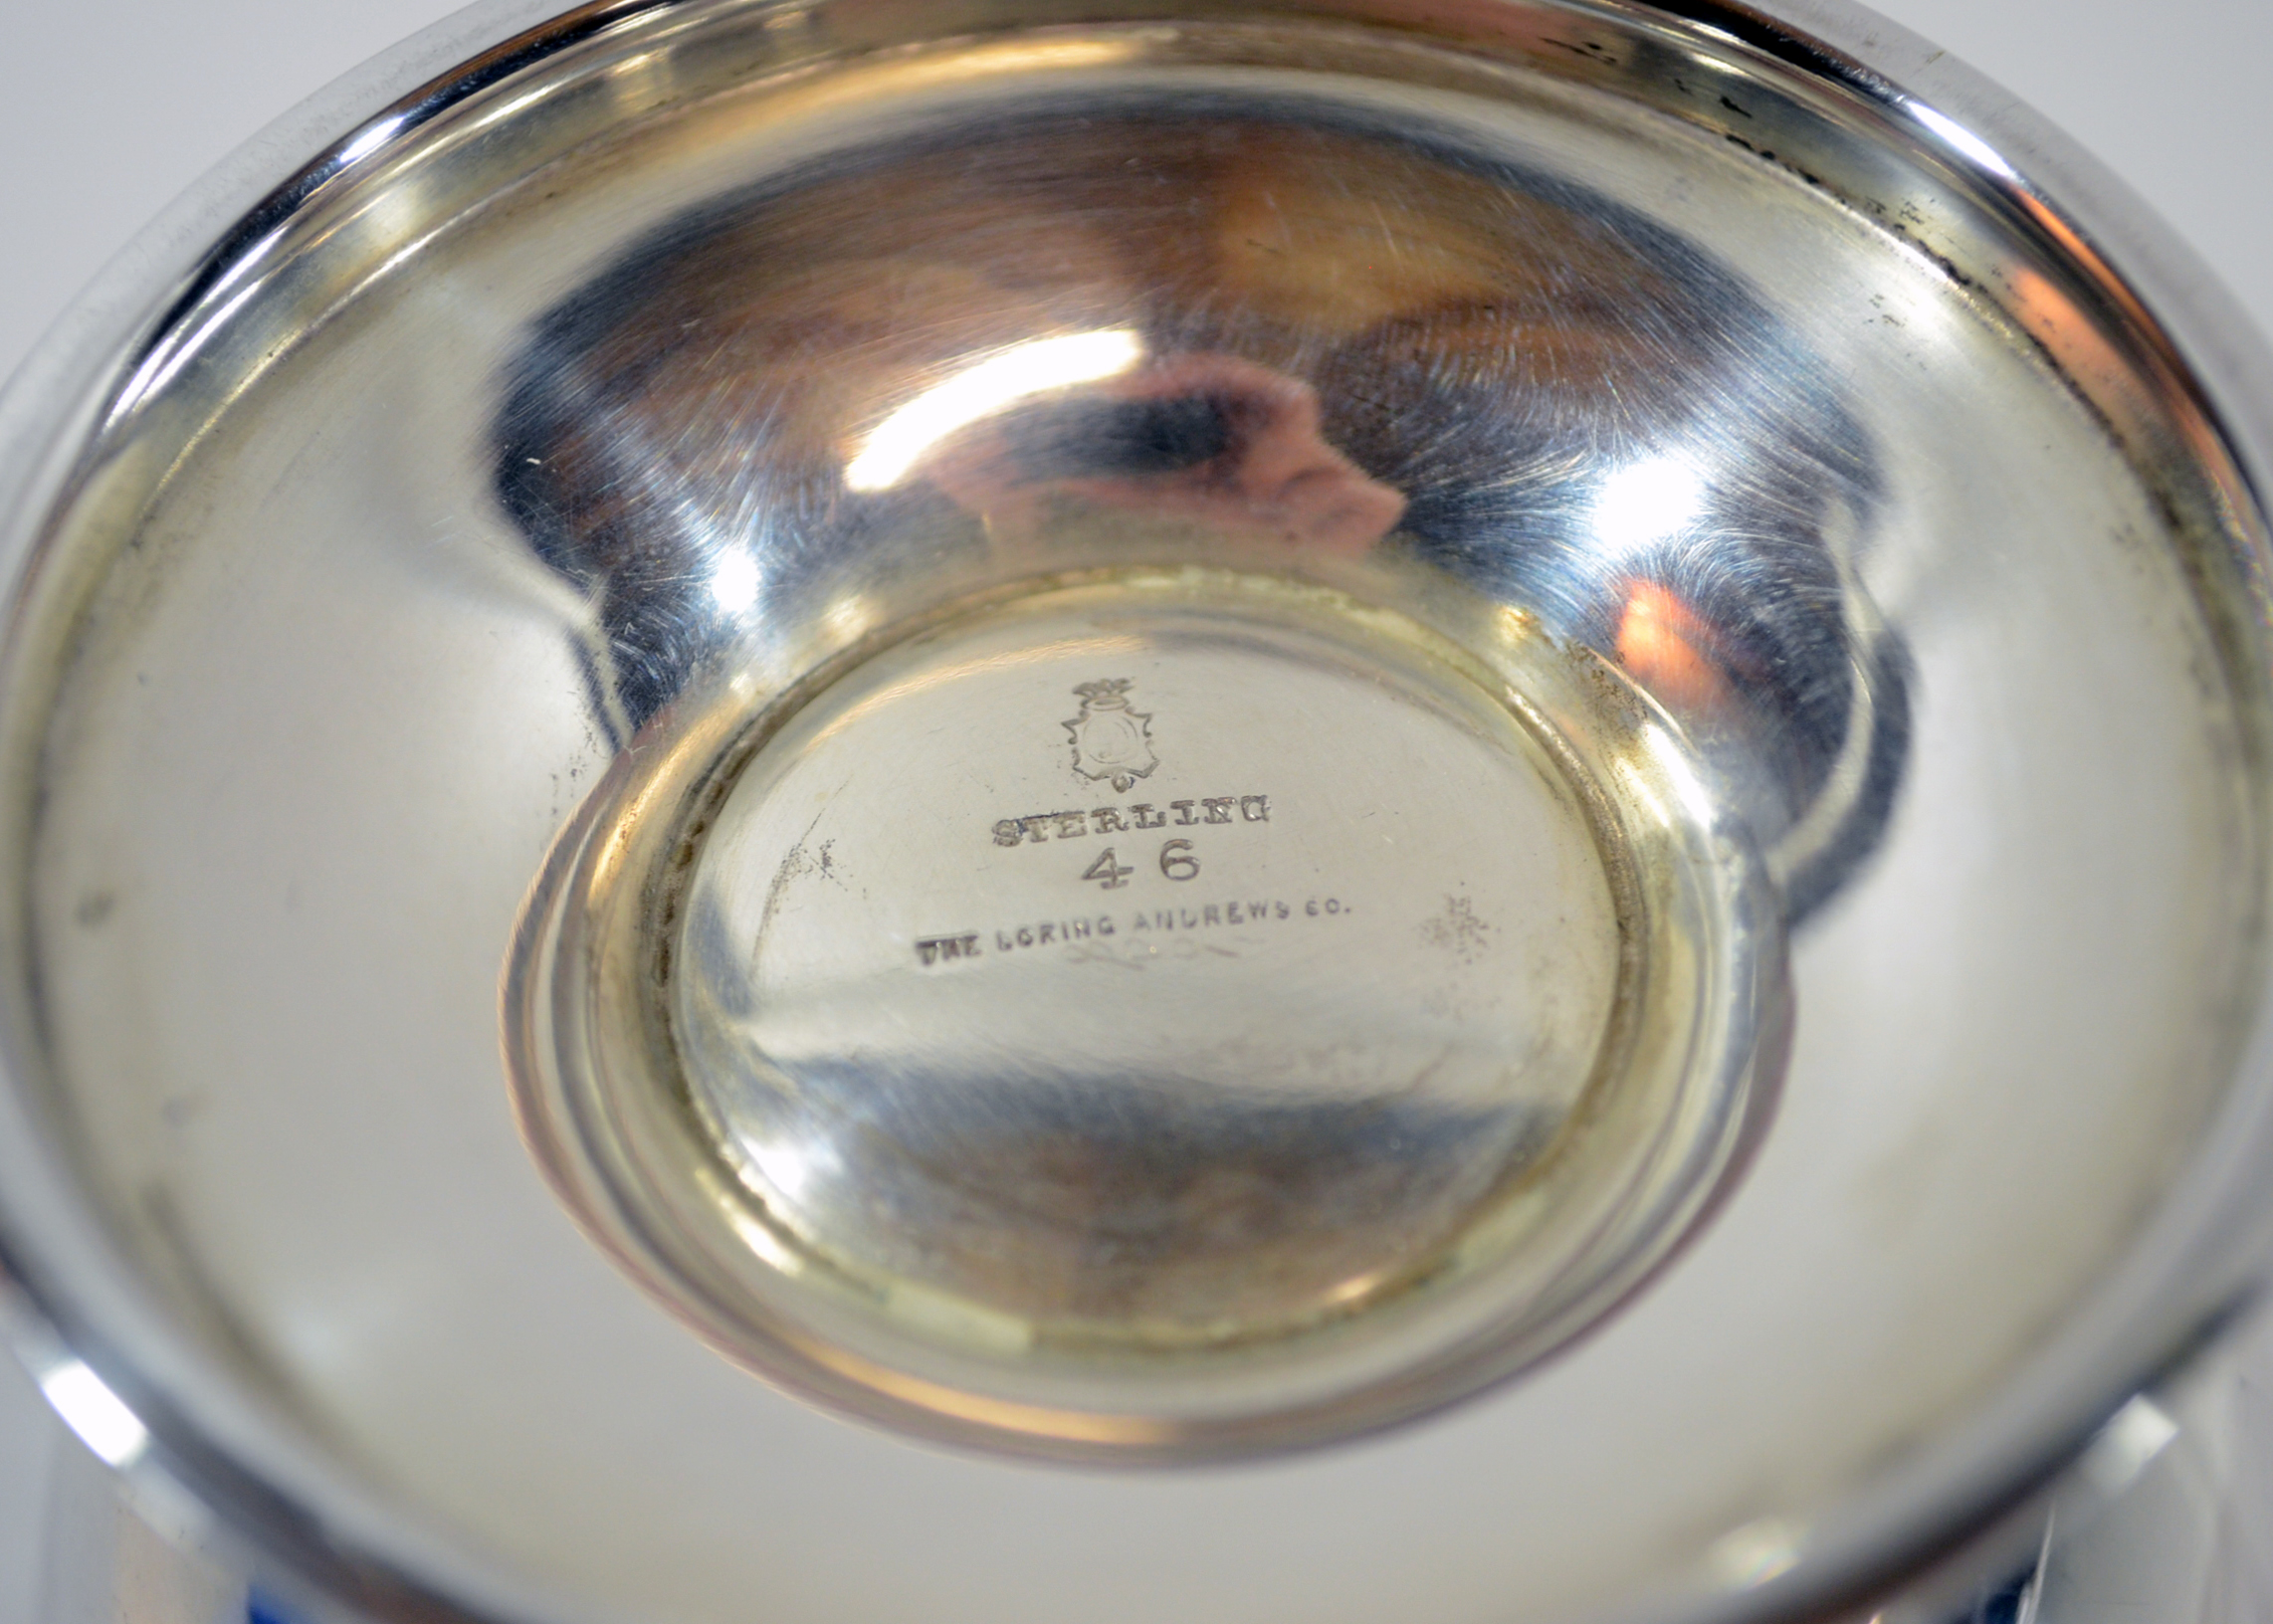 STERLING
46
THE LORING ANDREWS CO.